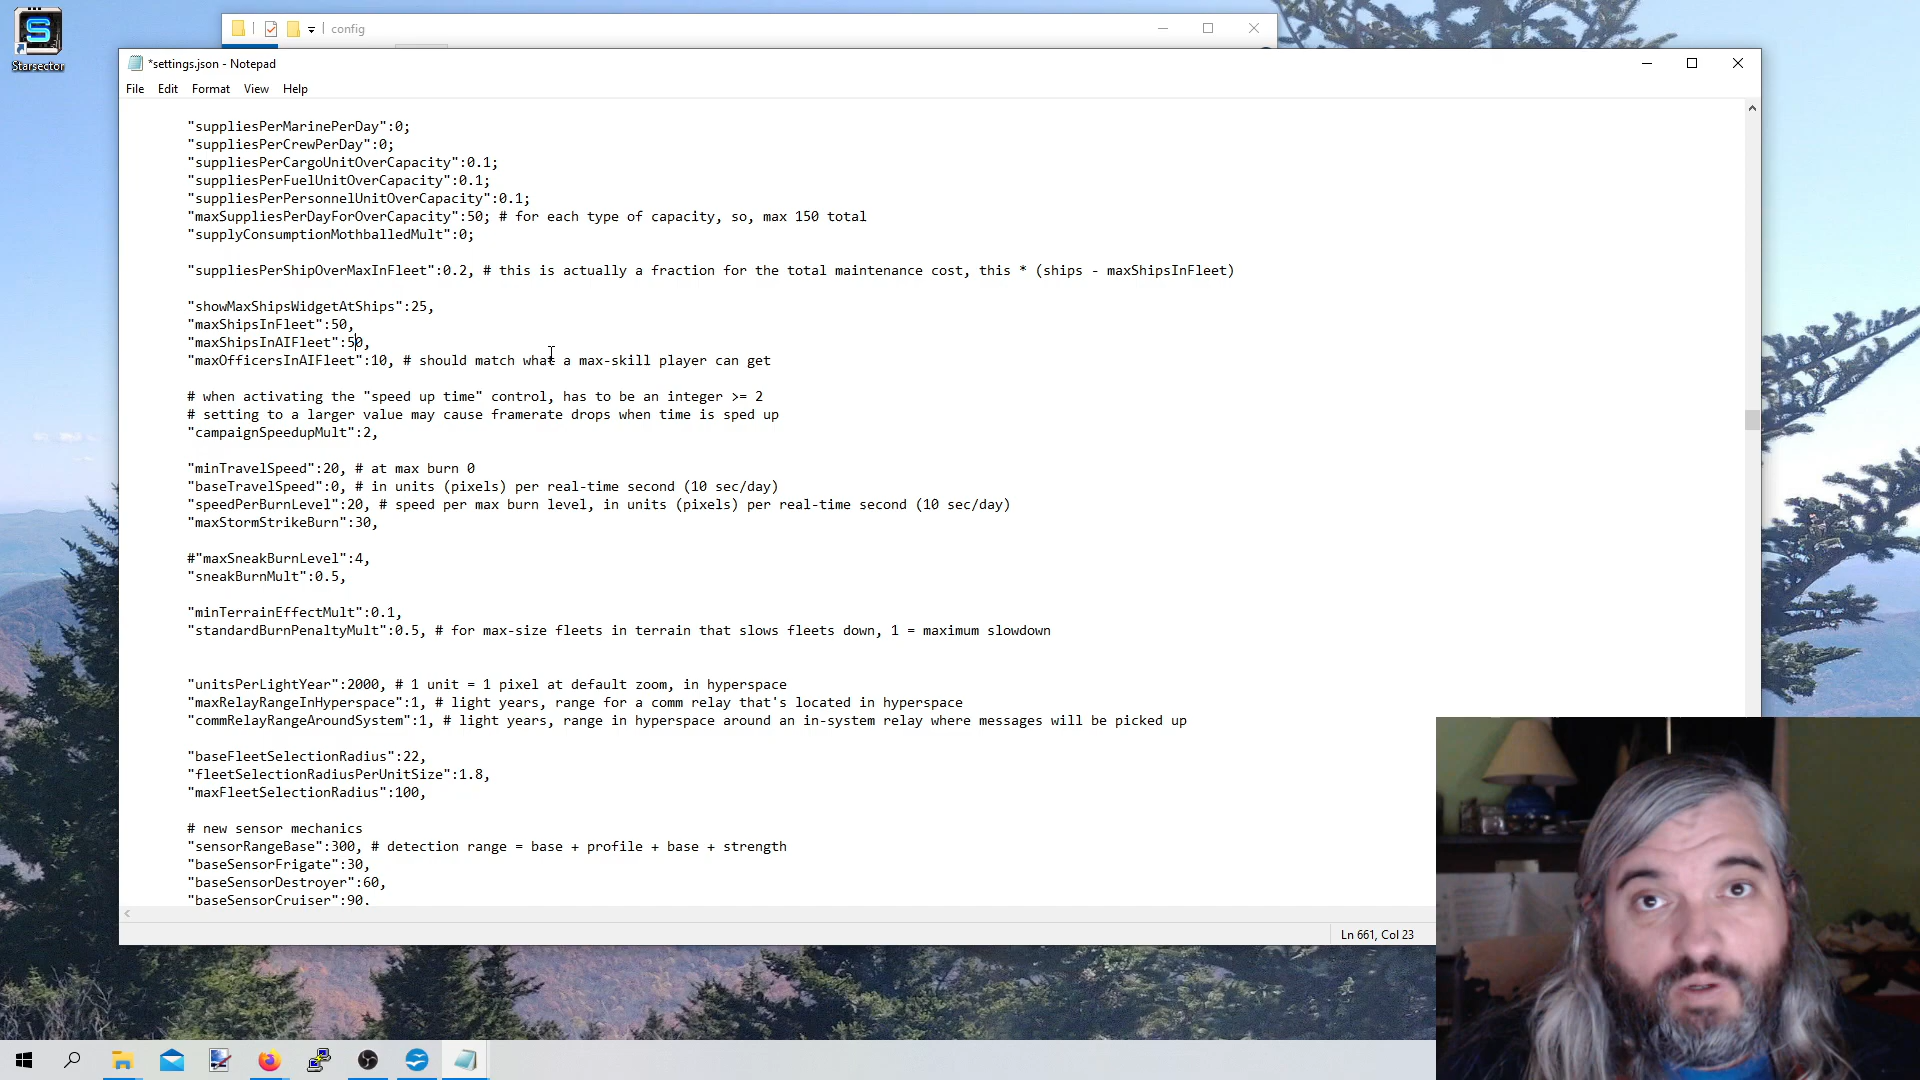 config
Starsector
*settings.json - Notepad
File Edit Format View Help
"suppliesPerMarinePerDay":0;
"suppliesPerCrewPerDay":0;
"suppliesPerCargoUnitOverCapacity":0.1;
"suppliesPerFuelUnitOverCapacity":0.1;
"suppliesPerPersonnelUnitOverCapacity":0.1;
"maxSuppliesPerDayForOverCapacity":50; # for each type of capacity, so, max 150 total
"supplyConsumptionMothballedMult":0;
"suppliesPerShipOverMaxInFleet":0.2, # this is actually a fraction for the total maintenance cost, this * (ships - maxShipsInFleet)
"showMaxShipsWidgetAtShips":25,
"maxShipsInFleet":50,
"maxShipsInAIFleet":50,
"maxOfficersInAIFleet":10, # should match what a max-skill player can get
# when activating the "speed up time" control, has to be an integer >= 2
# setting to a larger value may cause framerate drops when time is sped up
"campaignSpeedupMult":2,
"minTravelSpeed":20, # at max burn 0
"baseTravelSpeed":0, # in units (pixels) per real-time second (10 sec/day)
"speedPerBurnLevel":20, # speed per max burn level, in units (pixels) per real-time second (10 sec/day)
"maxStormStrikeBurn":30,
#"maxSneakBurnLevel":4,
"sneakBurnMult":0.5,
"minTerrainEffectMult":0.1,
"standardBurnPenaltyMult":0.5, # for max-size fleets in terrain that slows fleets down, 1 = maximum slowdown
"unitsPerLightYear":2000, # 1 unit = 1 pixel at default zoom, in hyperspace
"maxRelayRangeInHyperspace":1, # light years, range for a comm relay that's located in hyperspace
"commRelayRangeAroundSystem":1, # light years, range in hyperspace around an in-system relay where messages will be picked up
"baseFleetSelectionRadius":22,
"fleetSelectionRadiusPerUnitSize":1.8,
"maxFleetSelectionRadius":100,
# new sensor mechanics
"sensorRangeBase":300, # detection range = base + profile + base + strength
"baseSensorFrigate":30,
"baseSensorDestroyer":60,
"baseSensorCruiser":90,
Ln 661, Col 23